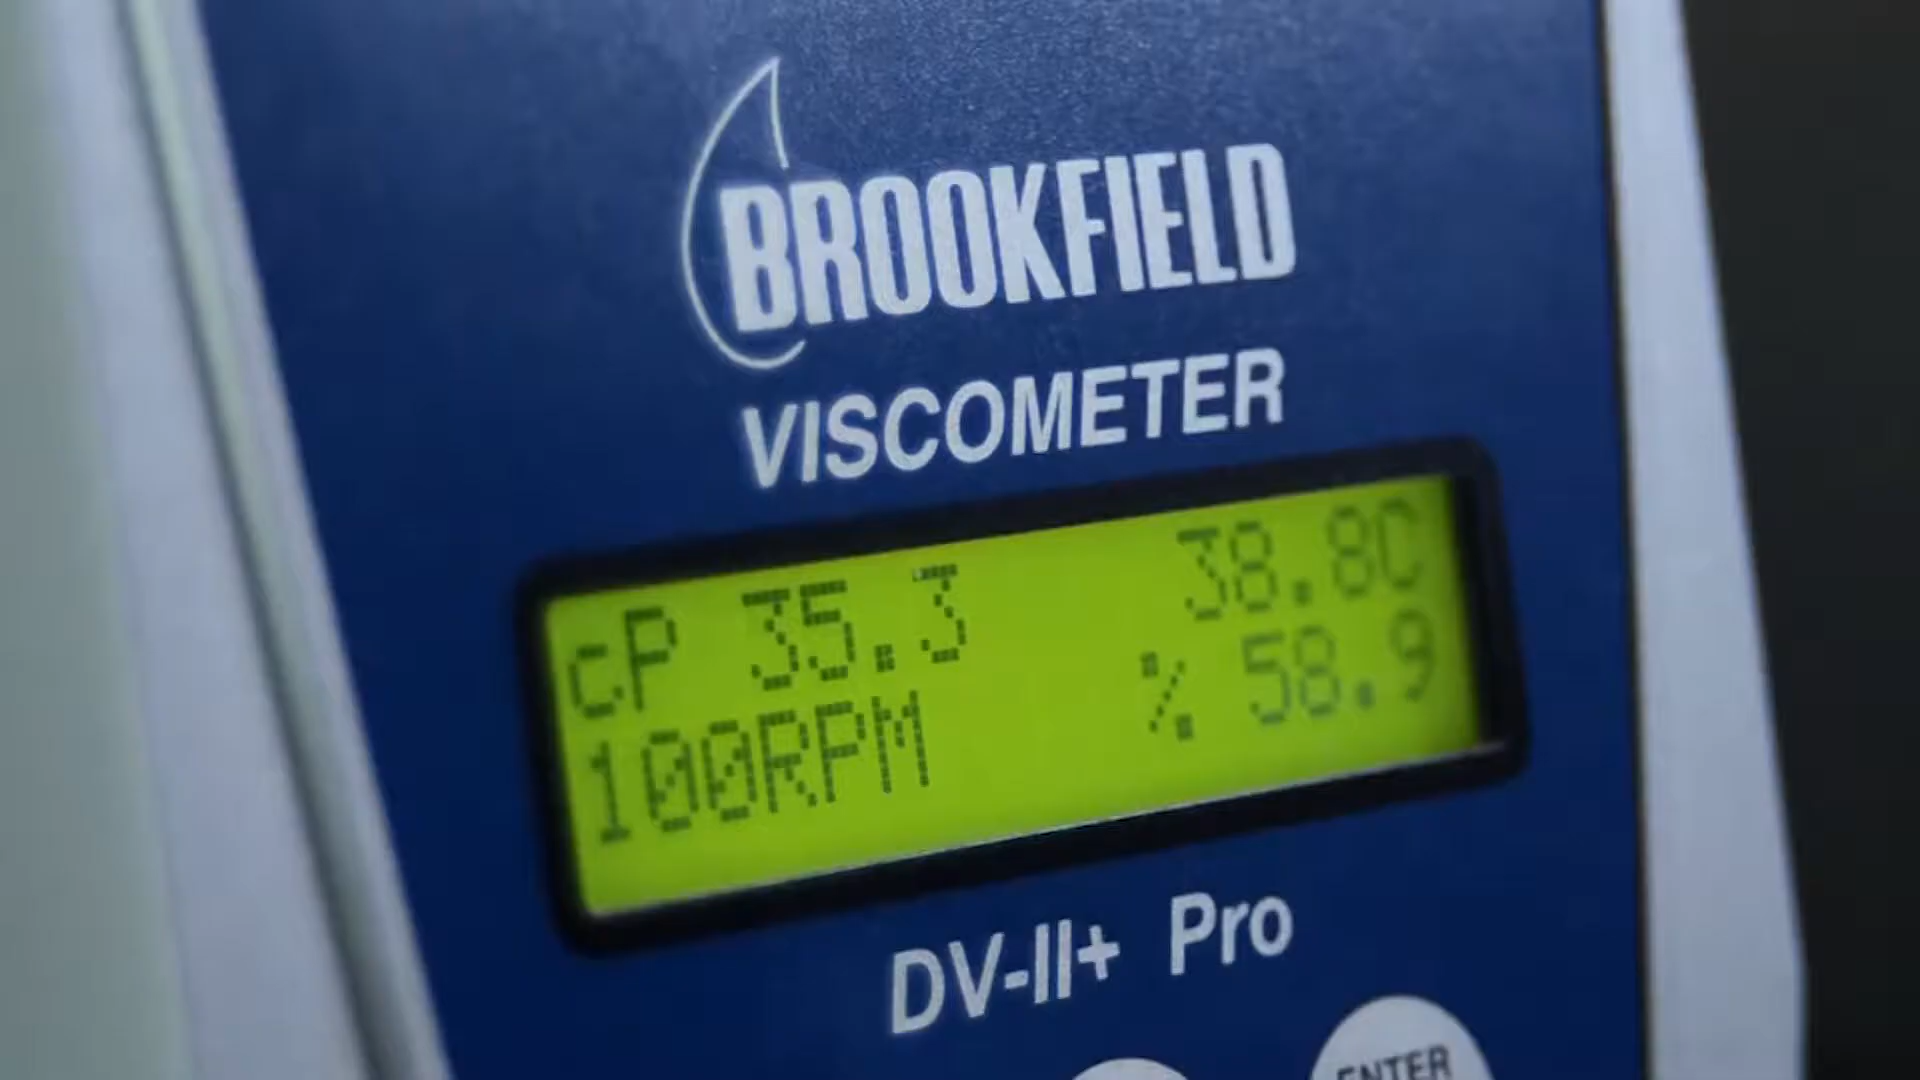 BROOKFIELD
VISCOMETER
cP 35.3 38.8C
100RPM % 58.9
DV-II+ Pro
ENTER